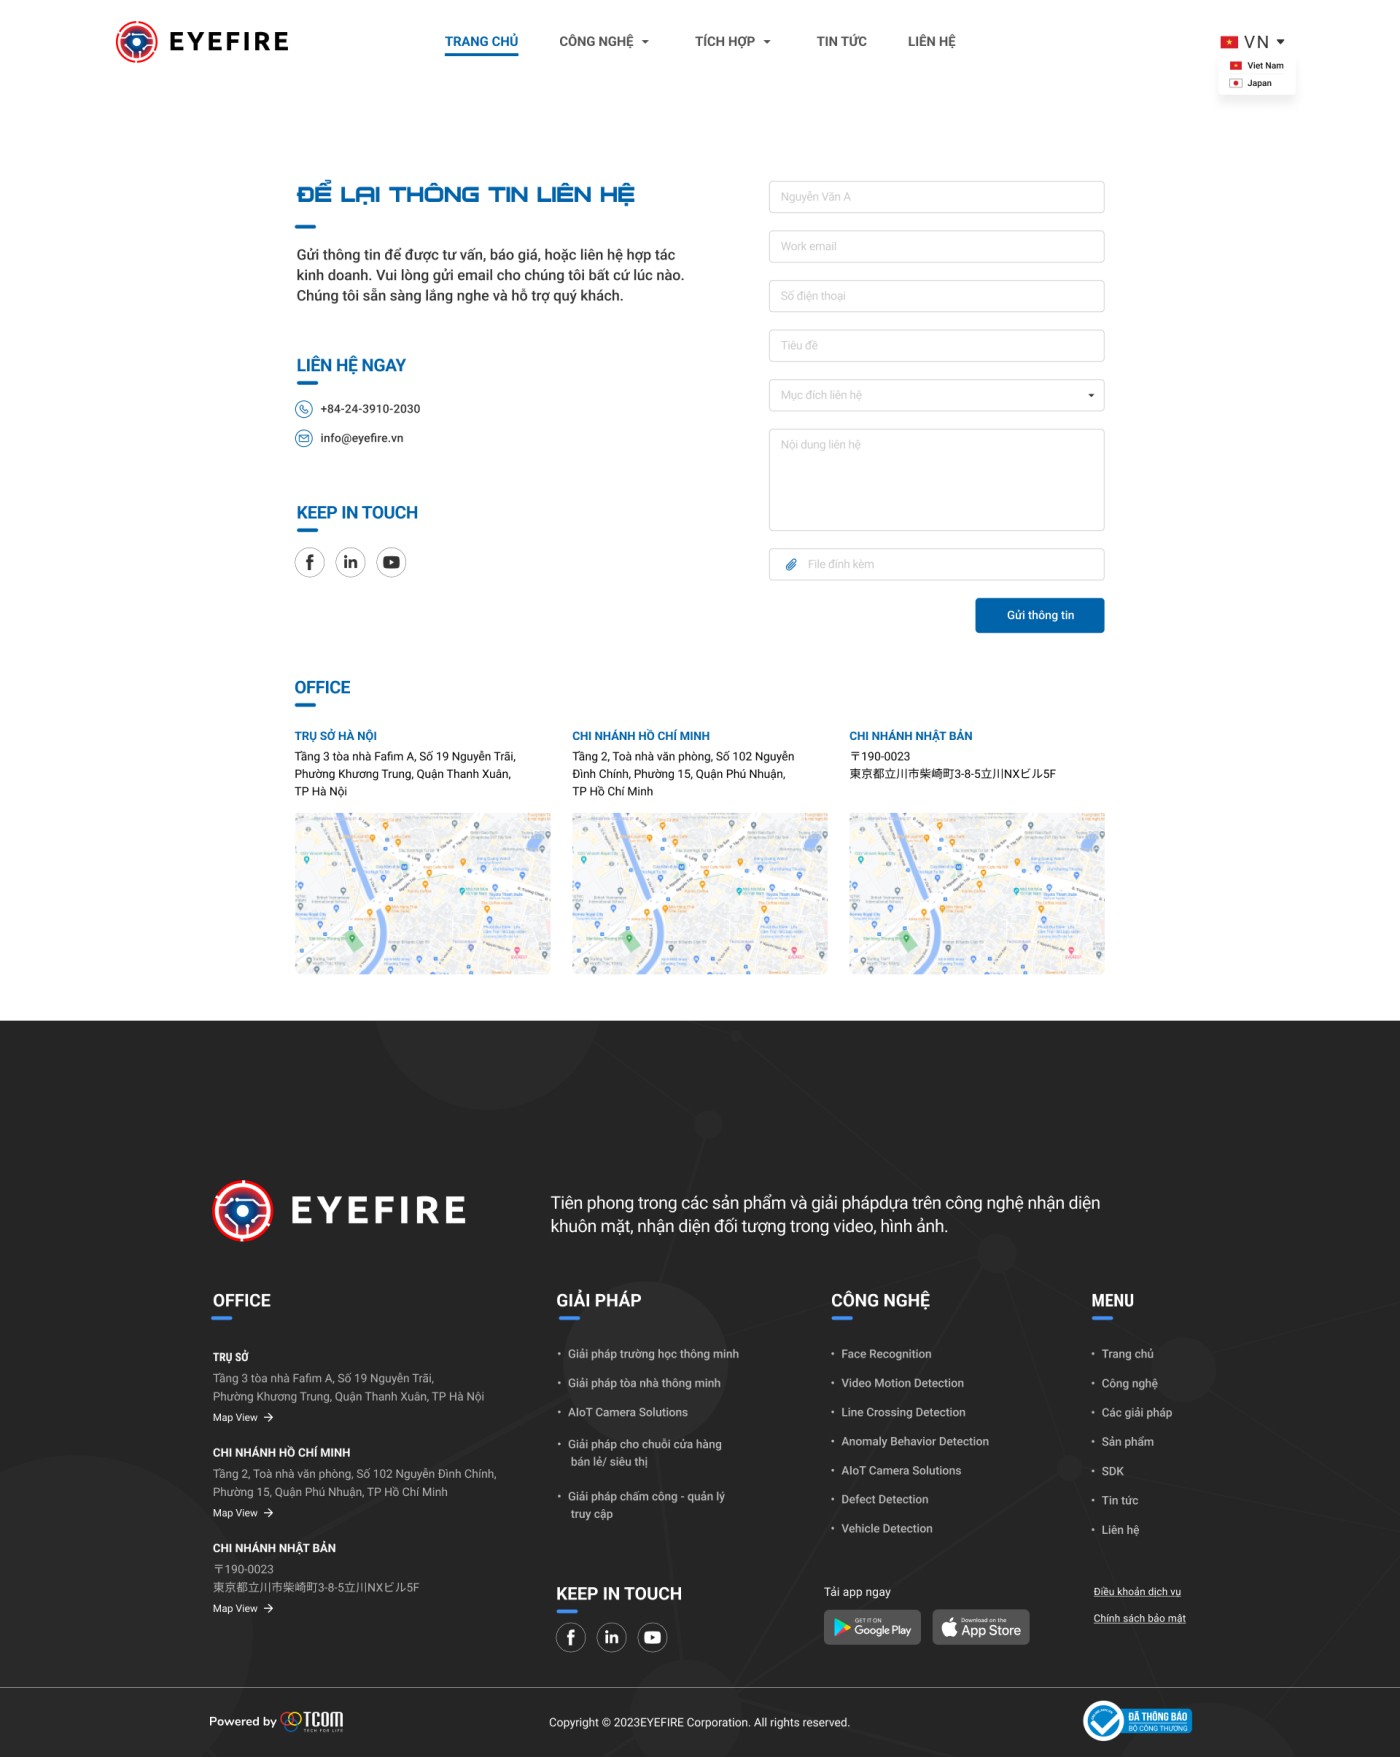 EYEFIRE
TRANG CHỦ
CÔNG NGHỆ
TÍCH HỢP
TIN TỨC
LIÊN HỆ
VN
Viet Nam
Japan
ĐỂ LẠI THÔNG TIN LIÊN HỆ
Gửi thông tin để được tư vấn, báo giá, hoặc liên hệ hợp tác
kinh doanh. Vui lòng gửi email cho chúng tôi bất cứ lúc nào.
Chúng tôi sẵn sàng lắng nghe và hỗ trợ quý khách.
LIÊN HỆ NGAY
+84-24-3910-2030
info@eyefire.vn
KEEP IN TOUCH
Nguyễn Văn A
Work email
Số điện thoại
Tiêu đề
Mục đích liên hệ
Nội dung liên hệ
File đính kèm
Gửi thông tin
OFFICE
TRỤ SỞ HÀ NỘI
Tầng 3 tòa nhà Fafim A, Số 19 Nguyễn Trãi,
Phường Khương Trung, Quận Thanh Xuân,
TP Hà Nội
CHI NHÁNH HỒ CHÍ MINH
Tầng 2, Toà nhà văn phòng, Số 102 Nguyễn
Đình Chính, Phường 15, Quận Phú Nhuận,
TP Hồ Chí Minh
CHI NHÁNH NHẬT BẢN
〒190-0023
東京都立川市柴崎町3-8-5立川NXビル5F
EYEFIRE
Tiên phong trong các sản phẩm và giải phápdựa trên công nghệ nhận diện
khuôn mặt, nhận diện đối tượng trong video, hình ảnh.
OFFICE
TRỤ SỞ
Tầng 3 tòa nhà Fafim A, Số 19 Nguyễn Trãi,
Phường Khương Trung, Quận Thanh Xuân, TP Hà Nội
Map View
CHI NHÁNH HỒ CHÍ MINH
Tầng 2, Toà nhà văn phòng, Số 102 Nguyễn Đình Chính,
Phường 15, Quận Phú Nhuận, TP Hồ Chí Minh
Map View
CHI NHÁNH NHẬT BẢN
〒190-0023
東京都立川市柴崎町3-8-5立川NXビル5F
Map View
GIẢI PHÁP
• Giải pháp trường học thông minh
• Giải pháp tòa nhà thông minh
• AIoT Camera Solutions
• Giải pháp cho chuỗi cửa hàng
bán lẻ/ siêu thị
• Giải pháp chấm công - quản lý
truy cập
CÔNG NGHỆ
• Face Recognition
• Video Motion Detection
• Line Crossing Detection
• Anomaly Behavior Detection
• AIoT Camera Solutions
• Defect Detection
• Vehicle Detection
MENU
• Trang chủ
• Công nghệ
• Các giải pháp
• Sản phẩm
• SDK
• Tin tức
• Liên hệ
KEEP IN TOUCH
Tải app ngay
GET IT ON
Google Play
Download on the
App Store
Điều khoản dịch vụ
Chính sách bảo mật
Powered by TCOM
TECH FOR LIFE
Copyright © 2023EYEFIRE Corporation. All rights reserved.
ĐÃ THÔNG BÁO
BỘ CÔNG THƯƠNG